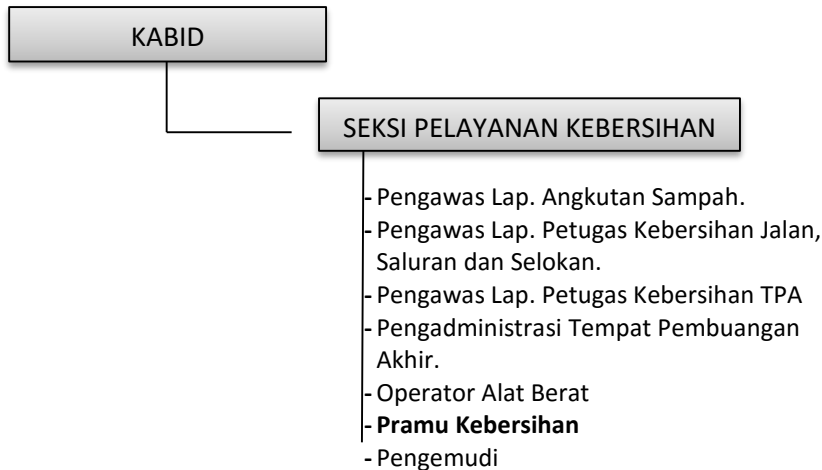 KABID
SEKSI PELAYANAN KEBERSIHAN
- Pengawas Lap. Angkutan Sampah.
- Pengawas Lap. Petugas Kebersihan Jalan,
Saluran dan Selokan.
- Pengawas Lap. Petugas Kebersihan TPA
- Pengadministrasi Tempat Pembuangan
Akhir.
- Operator Alat Berat
- Pramu Kebersihan
- Pengemudi